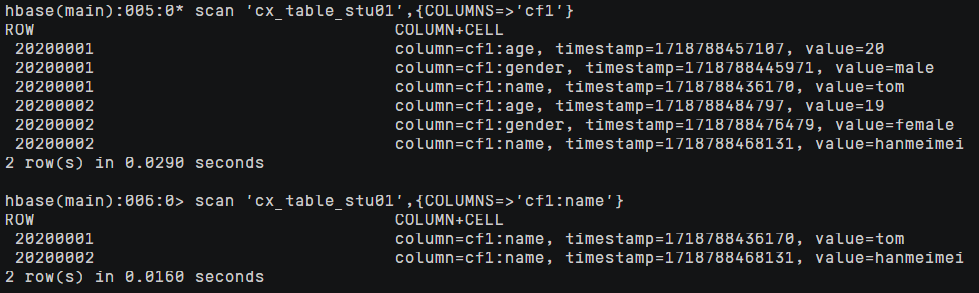 hbase(main):005:0* scan 'cx_table_stu01',{COLUMNS=>'cf1'}
ROW                                   COLUMN+CELL
 20200001                             column=cf1:age, timestamp=1718788457107, value=20
 20200001                             column=cf1:gender, timestamp=1718788445971, value=male
 20200001                             column=cf1:name, timestamp=1718788436170, value=tom
 20200002                             column=cf1:age, timestamp=1718788484797, value=19
 20200002                             column=cf1:gender, timestamp=1718788476479, value=female
 20200002                             column=cf1:name, timestamp=1718788468131, value=hanmeimei
2 row(s) in 0.0290 seconds

hbase(main):006:0> scan 'cx_table_stu01',{COLUMNS=>'cf1:name'}
ROW                                   COLUMN+CELL
 20200001                             column=cf1:name, timestamp=1718788436170, value=tom
 20200002                             column=cf1:name, timestamp=1718788468131, value=hanmeimei
2 row(s) in 0.0160 seconds